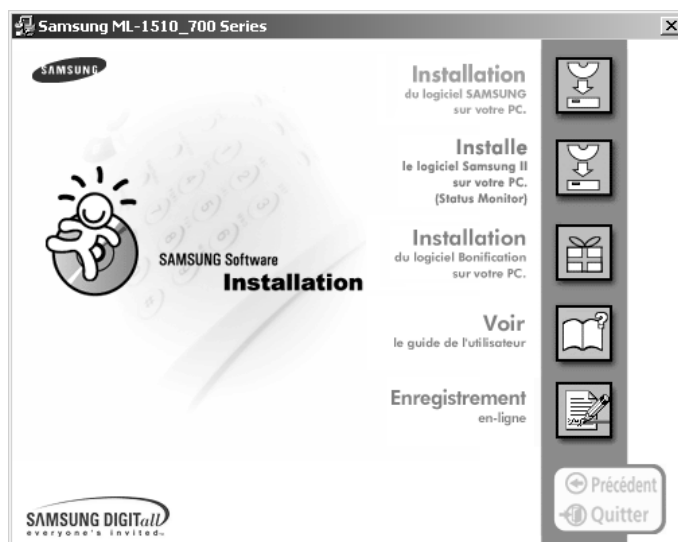 Samsung ML-1510_700 Series
SAMSUNG
Installation
du logiciel SAMSUNG
sur votre PC.
Installe
le logiciel Samsung II
sur votre PC.
(Status Monitor)
SAMSUNG Software
Installation
Installation
du logiciel Bonification
sur votre PC.
Voir
le guide de l'utilisateur
Enregistrement
en-ligne
Précédent
Quitter
SAMSUNG DIGITall
everyone's invited™